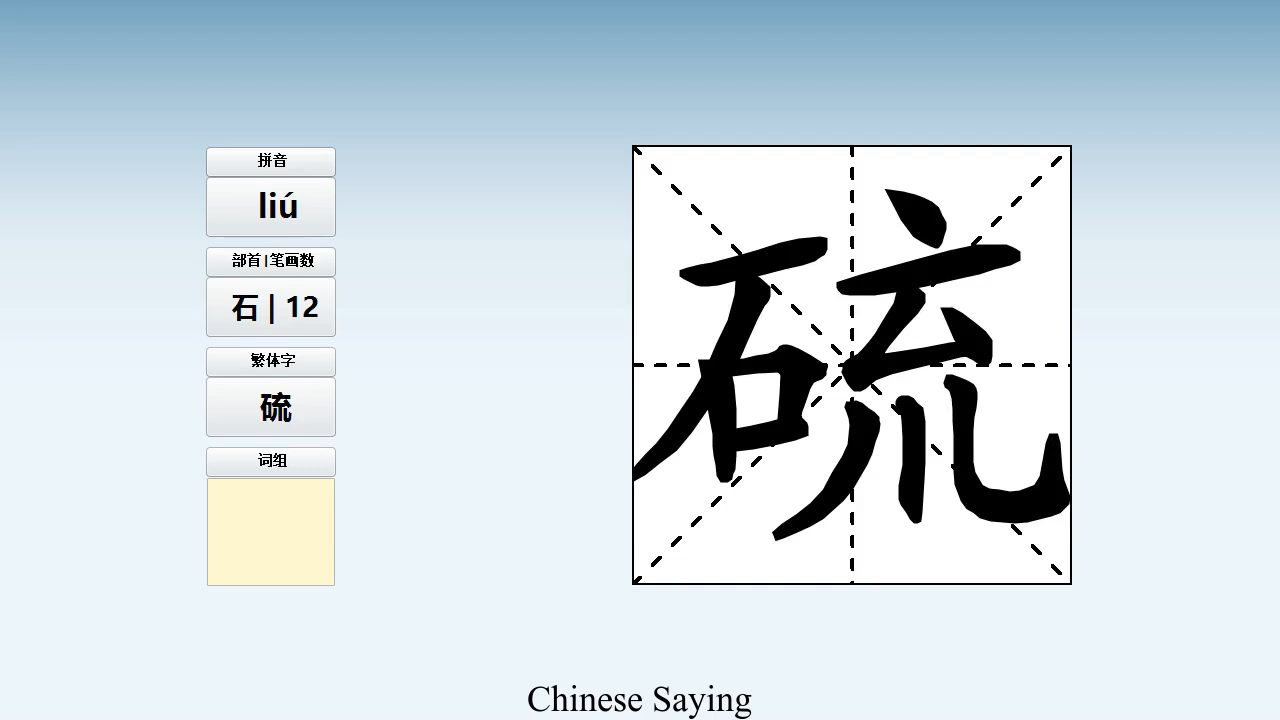 拼音
liú
部首|笔画数
石 | 12
繁体字
硫
词组
硫
Chinese Saying